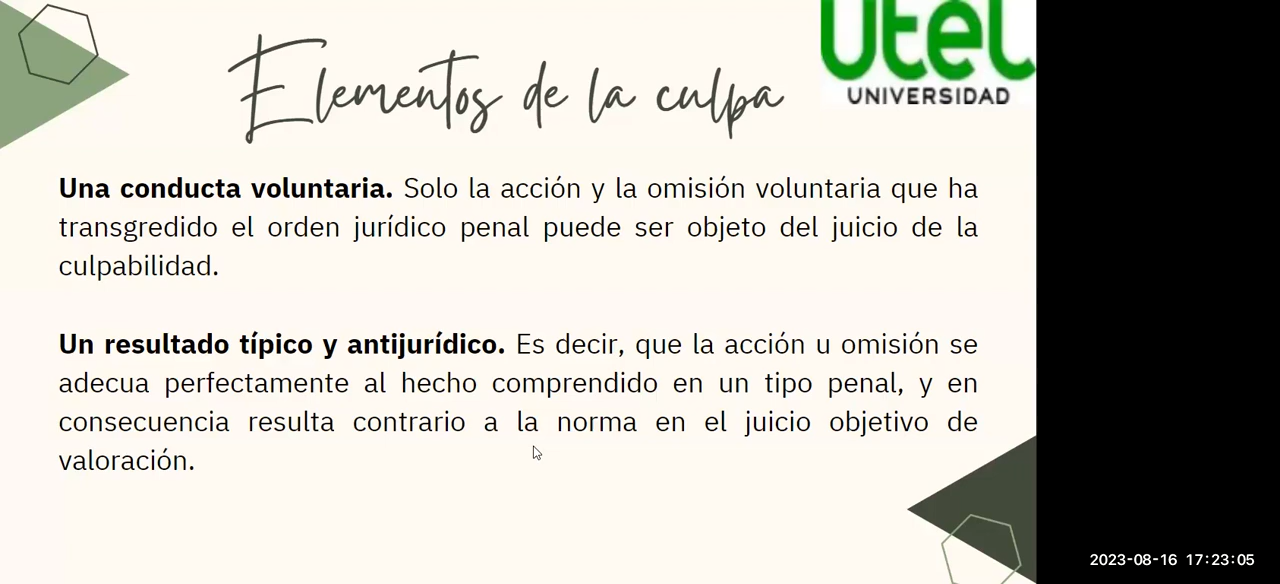 Utel
UNIVERSIDAD
Elementos de la culpa
Una conducta voluntaria. Solo la acción y la omisión voluntaria que ha
transgredido el orden jurídico penal puede ser objeto del juicio de la
culpabilidad.
Un resultado típico y antijurídico. Es decir, que la acción u omisión se
adecua perfectamente al hecho comprendido en un tipo penal, y en
consecuencia resulta contrario a la norma en el juicio objetivo de
valoración.
2023-08-16 17:23:05